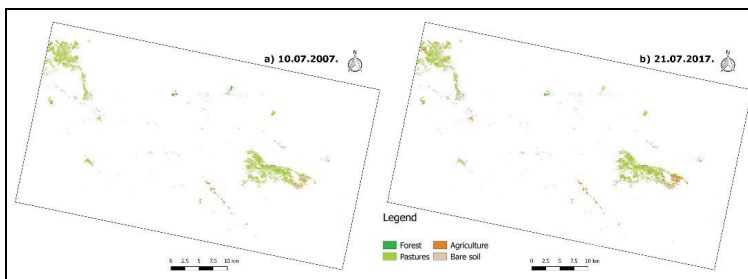 a) 10.07.2007.
b) 21.07.2017.
Legend
Forest
Agriculture
Pastures
Bare soil
0 2.5 5 7.5 10 km
0 2.5 5 7.5 10 km